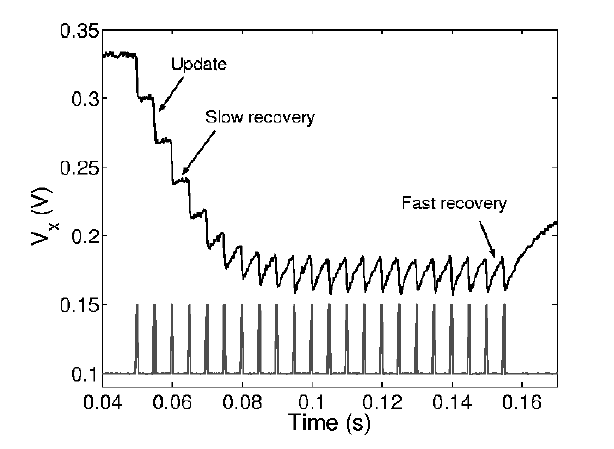 0.35
Update
0.3
Slow recovery
0.25
Vx (V)
Fast recovery
0.2
0.15
0.1
0.04 0.06 0.08 0.1 0.12 0.14 0.16
Time (s)